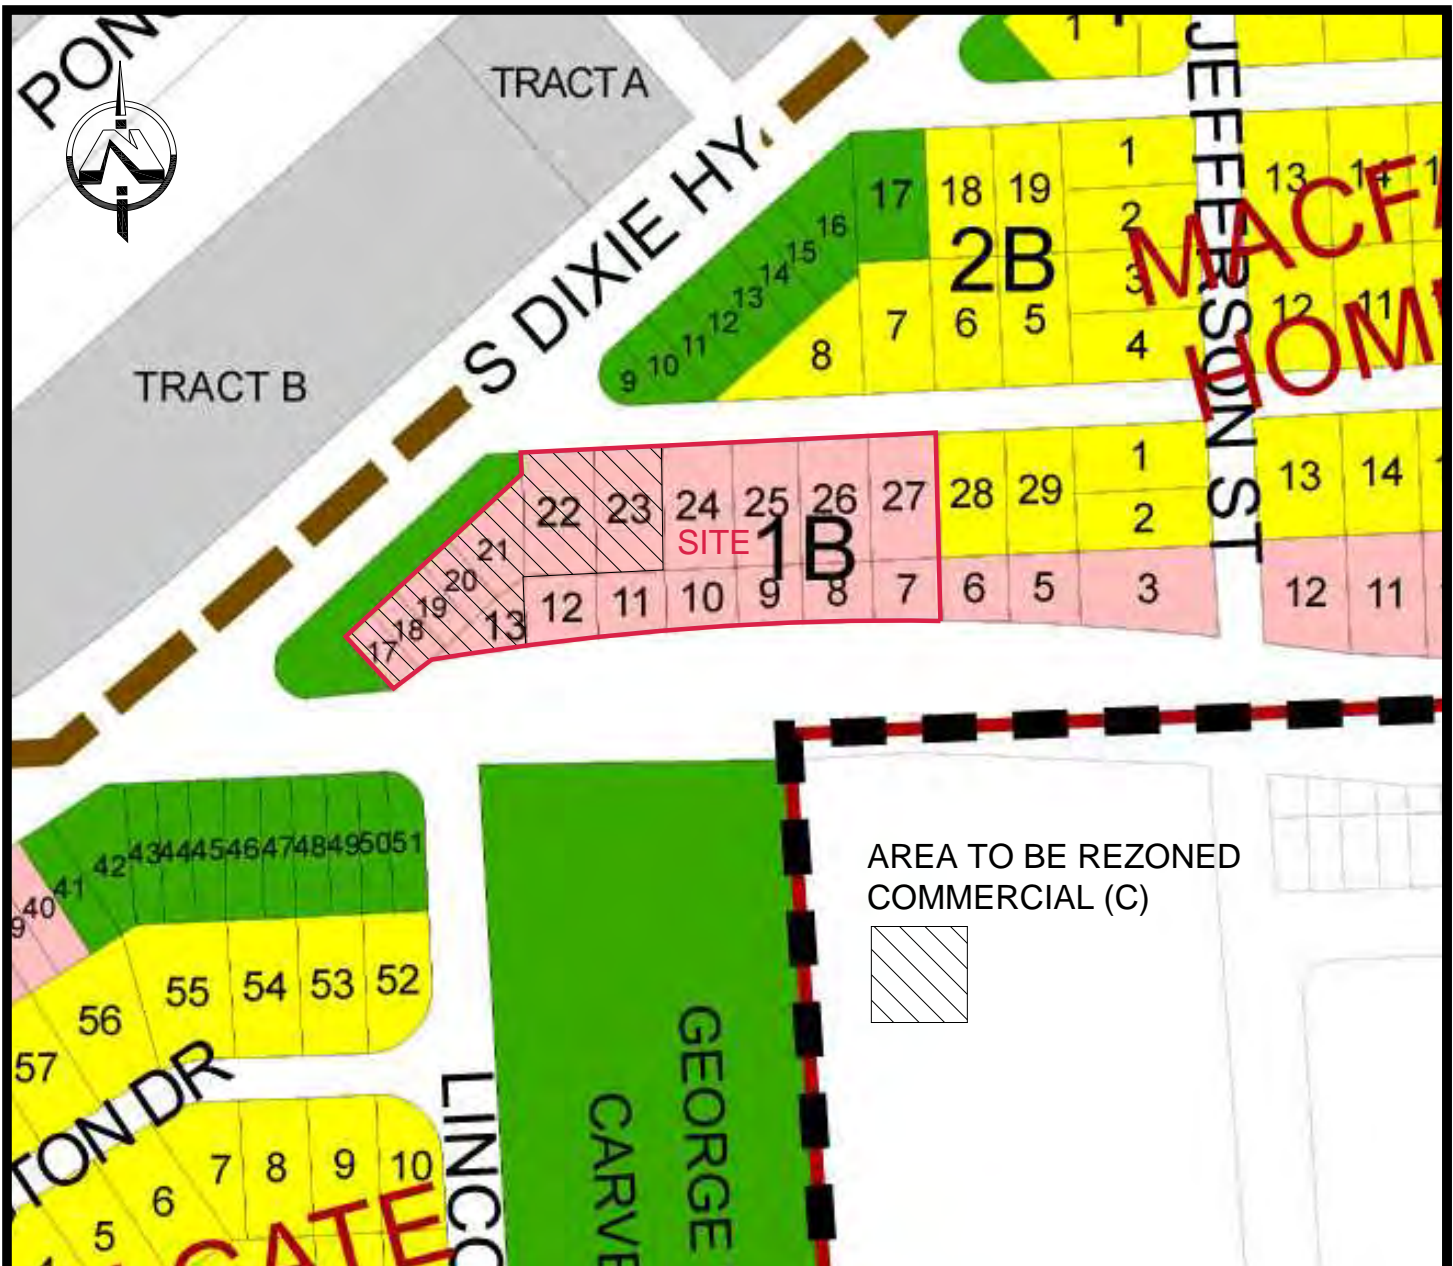 PON
TRACT A
S DIXIE HY
TRACT B
1
JEFFERSON ST
17 18 19 1
16 2
15 2B
14 3
13
12 7 6 5 4
11
10 8
9
13 14 1
12 11
MACFA
HOM
22 23 24 25 26 27 28 29 1
2
SITE 1B
21
20
19
18
17
13 12 11 10 9 8 7 6 5 3
13 14
12 11
42 43 44 45 46 47 48 49 50 51
41
40
9
55 54 53 52
56
57
TON DR
7 8 9 10
6
5
GATE
LINCO
GEORGE
CARVE
AREA TO BE REZONED
COMMERCIAL (C)